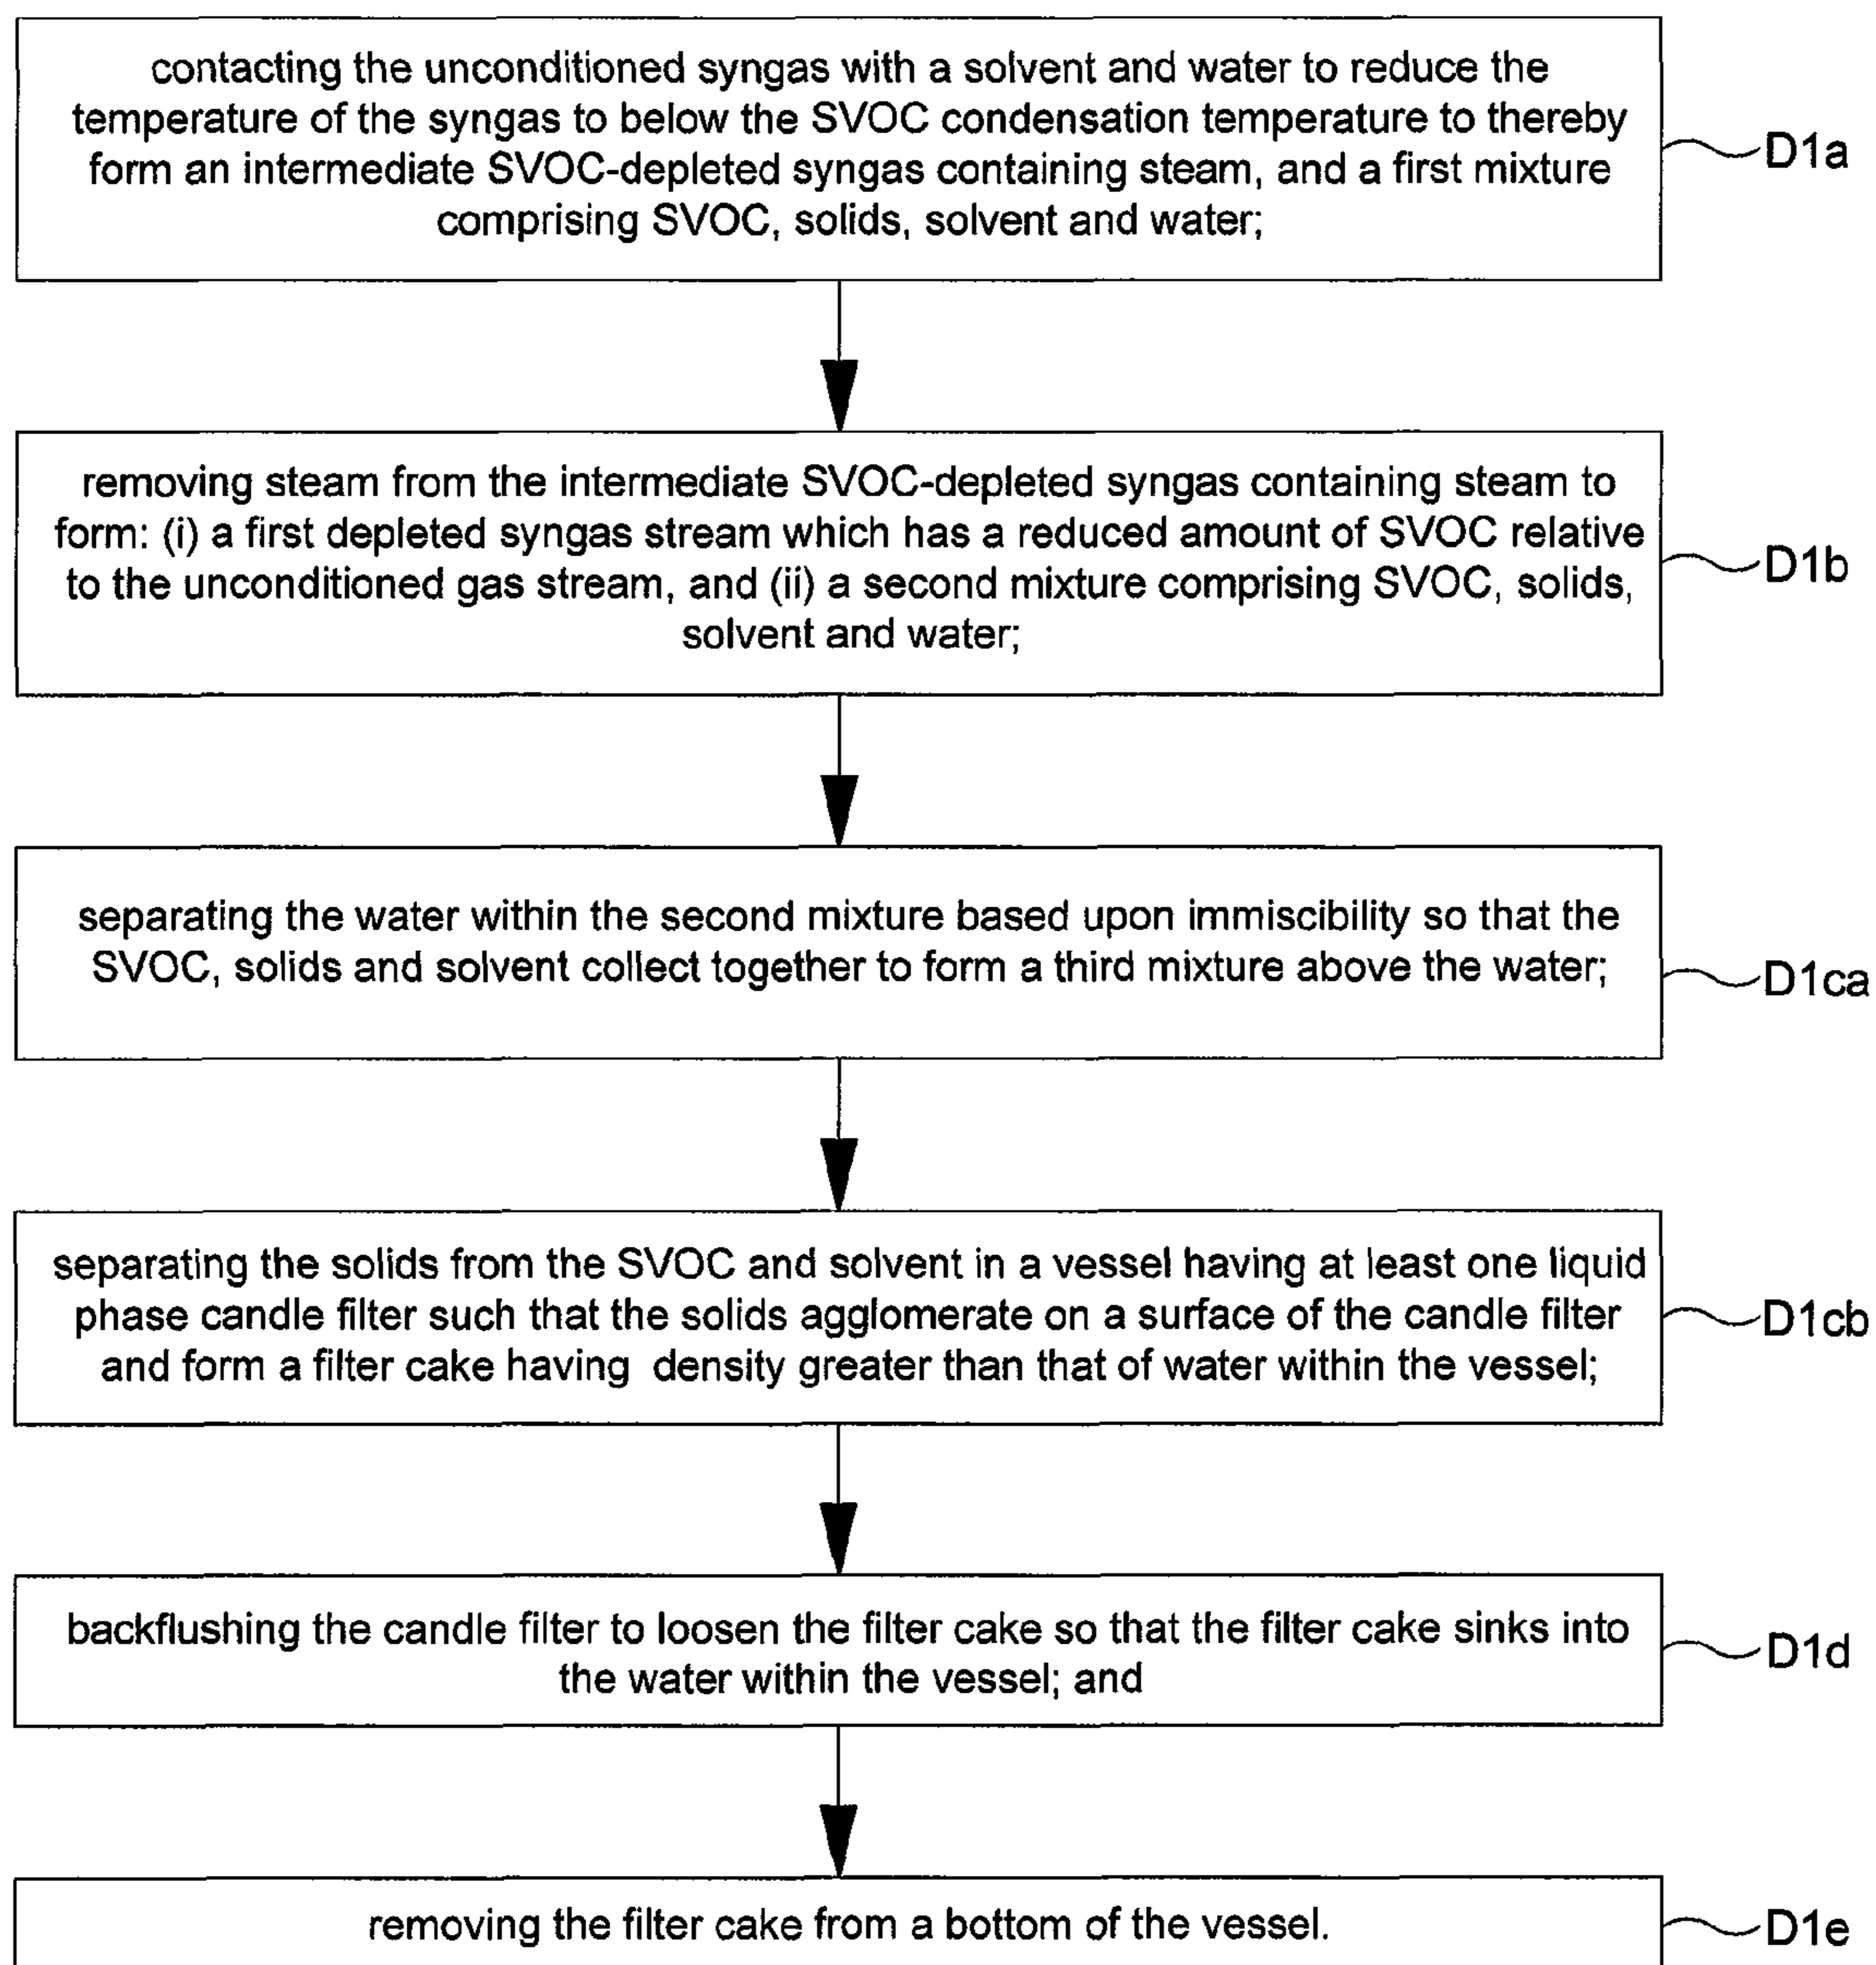 contacting the unconditioned syngas with a solvent and water to reduce the
temperature of the syngas to below the SVOC condensation temperature to thereby
form an intermediate SVOC-depleted syngas containing steam, and a first mixture
comprising SVOC, solids, solvent and water;
D1a
removing steam from the intermediate SVOC-depleted syngas containing steam to
form: (i) a first depleted syngas stream which has a reduced amount of SVOC relative
to the unconditioned gas stream, and (ii) a second mixture comprising SVOC, solids,
solvent and water;
D1b
separating the water within the second mixture based upon immiscibility so that the
SVOC, solids and solvent collect together to form a third mixture above the water;
D1ca
separating the solids from the SVOC and solvent in a vessel having at least one liquid
phase candle filter such that the solids agglomerate on a surface of the candle filter
and form a filter cake having density greater than that of water within the vessel;
D1cb
backflushing the candle filter to loosen the filter cake so that the filter cake sinks into
the water within the vessel; and
D1d
removing the filter cake from a bottom of the vessel.
D1e